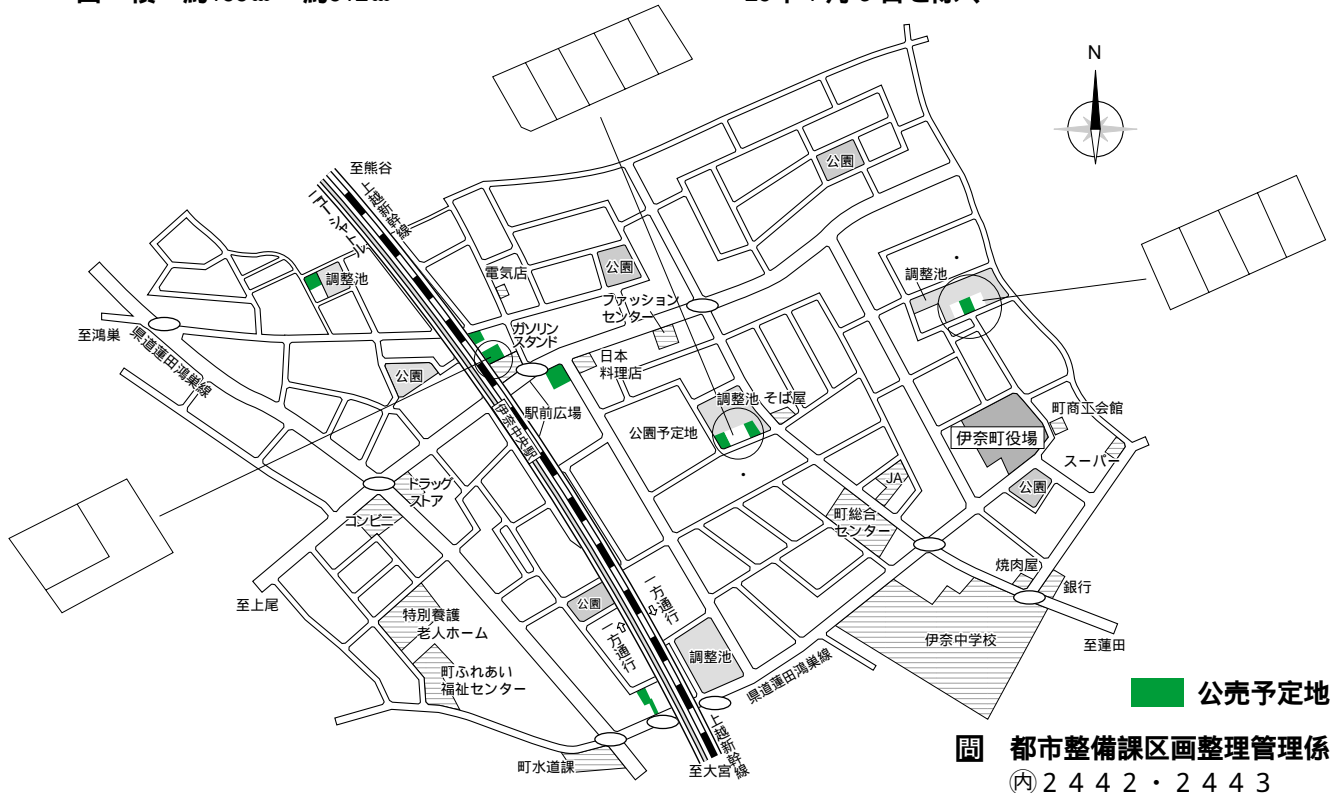 N
至熊谷
上越新幹線
ニューシャトル
公園
電気店
公園
調整池
調整池
ファッション
センター
ガソリン
スタンド
至鴻巣
県道蓮田鴻巣線
日本
料理店
公園
駅前広場
伊奈中央駅
調整池
そば屋
公園予定地
町商工会館
伊奈町役場
スーパー
公園
JA
町総合
センター
ドラッグ
ストア
コンビニ
焼肉屋
銀行
至上尾
公園
一方通行
一方通行
特別養護
老人ホーム
伊奈中学校
至蓮田
調整池
県道蓮田鴻巣線
町ふれあい
福祉センター
公売予定地
上越新幹線
町水道課
至大宮
問 都市整備課区画整理管理係
㊅2442・2443